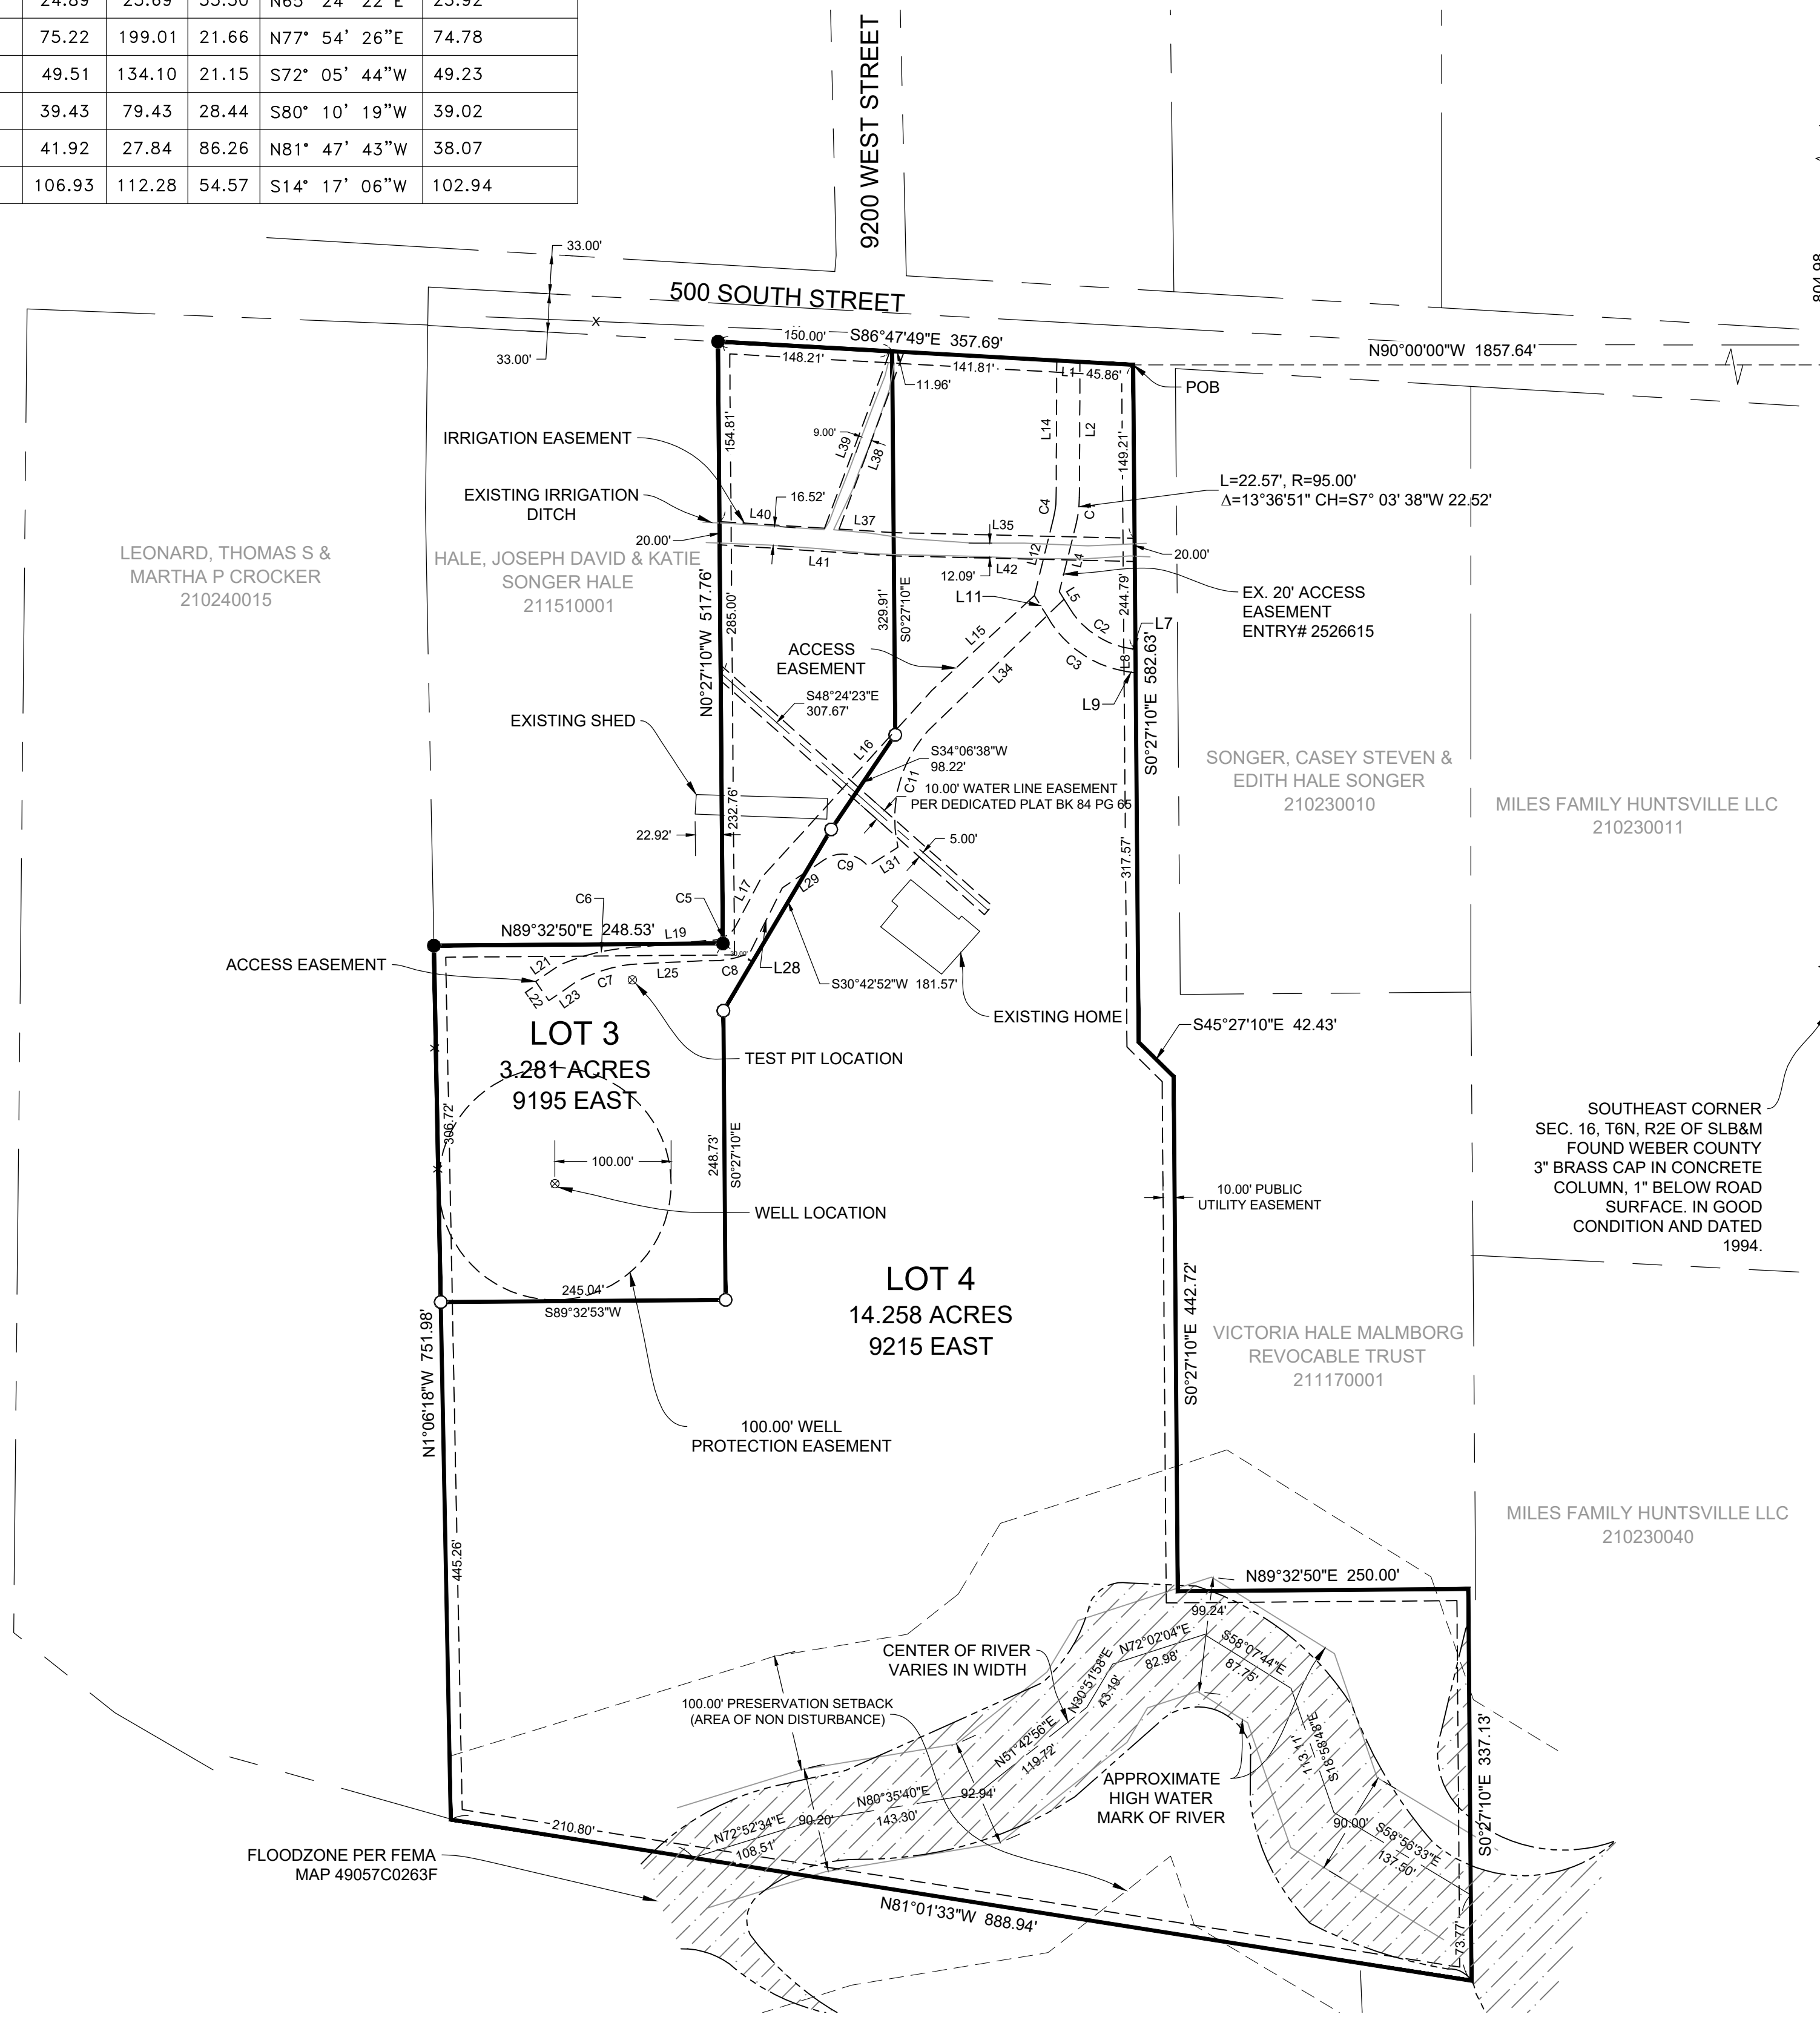 24.89 25.69 55.50 N65° 24' 22"E 23.92
75.22 199.01 21.66 N77° 54' 26"E 74.78
49.51 134.10 21.15 S72° 05' 44"W 49.23
39.43 79.43 28.44 S80° 10' 19"W 39.02
41.92 27.84 86.26 N81° 47' 43"W 38.07
106.93 112.28 54.57 S14° 17' 06"W 102.94
9200 WEST STREET
33.00'
500 SOUTH STREET
33.00'
150.00'
S86°47'49"E 357.69'
148.21'
141.81'
L1
45.86'
11.96'
N90°00'00"W 1857.64'
POB
804.98
154.81'
9.00'
L39
L38
L14
L2
149.21'
IRRIGATION EASEMENT
EXISTING IRRIGATION
DITCH
16.52'
L40
L37
L35
C4
C
L=22.57', R=95.00'
Δ=13°36'51" CH=S7° 03' 38"W 22.52'
20.00'
L41
12.09'
L42
L12
L4
20.00'
LEONARD, THOMAS S &
MARTHA P CROCKER
210240015
HALE, JOSEPH DAVID & KATIE
SONGER HALE
211510001
N0°27'10"W 517.76'
285.00'
329.91'
S0°27'10"E
L11
L5
C2
C3
244.79'
L7
L8
L9
EX. 20' ACCESS
EASEMENT
ENTRY# 2526615
ACCESS
EASEMENT
L15
L34
S0°27'10"E 582.63'
S48°24'23"E
307.67'
EXISTING SHED
L16
S34°06'38"W
98.22'
C11
10.00' WATER LINE EASEMENT
PER DEDICATED PLAT BK 84 PG 65
SONGER, CASEY STEVEN &
EDITH HALE SONGER
210230010
MILES FAMILY HUNTSVILLE LLC
210230011
22.92'
232.76'
5.00'
317.57'
C9
L31
L29
L17
C6
C5
N89°32'50"E 248.53'
L19
ACCESS EASEMENT
L21
L22
L23
C7
L25
C8
L28
S30°42'52"W 181.57'
EXISTING HOME
S45°27'10"E 42.43'
LOT 3
3.281 ACRES
9195 EAST
TEST PIT LOCATION
306.72'
100.00'
248.73'
S0°27'10"E
WELL LOCATION
10.00' PUBLIC
UTILITY EASEMENT
SOUTHEAST CORNER
SEC. 16, T6N, R2E OF SLB&M
FOUND WEBER COUNTY
3" BRASS CAP IN CONCRETE
COLUMN, 1" BELOW ROAD
SURFACE. IN GOOD
CONDITION AND DATED
1994.
245.04'
S89°32'53"W
LOT 4
14.258 ACRES
9215 EAST
N1°06'18"W 751.98'
S0°27'10"E 442.72'
VICTORIA HALE MALMBORG
REVOCABLE TRUST
211170001
100.00' WELL
PROTECTION EASEMENT
445.26'
MILES FAMILY HUNTSVILLE LLC
210230040
N89°32'50"E 250.00'
99.24'
CENTER OF RIVER
VARIES IN WIDTH
N72°02'04"E
82.98'
S58°07'44"E
87.75'
N30°51'58"E
43.19'
100.00' PRESERVATION SETBACK
(AREA OF NON DISTURBANCE)
N51°42'56"E
119.72'
S18°58'48"E
113.11'
S0°27'10"E 337.13'
APPROXIMATE
HIGH WATER
MARK OF RIVER
N80°35'40"E
143.30'
92.94'
90.20'
N72°52'34"E
108.51'
210.80'
90.00'
S58°56'33"E
137.50'
FLOODZONE PER FEMA
MAP 49057C0263F
N81°01'33"W 888.94'
73.77'